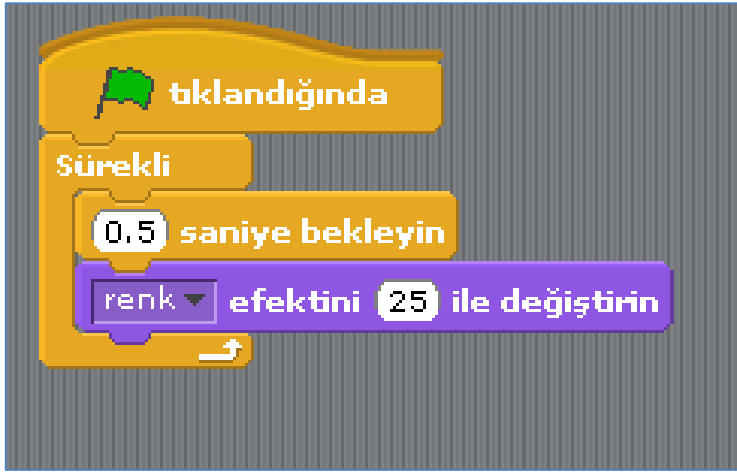 tıklandığında
Sürekli
0.5 saniye bekleyin
renk efektini 25 ile değiştirin